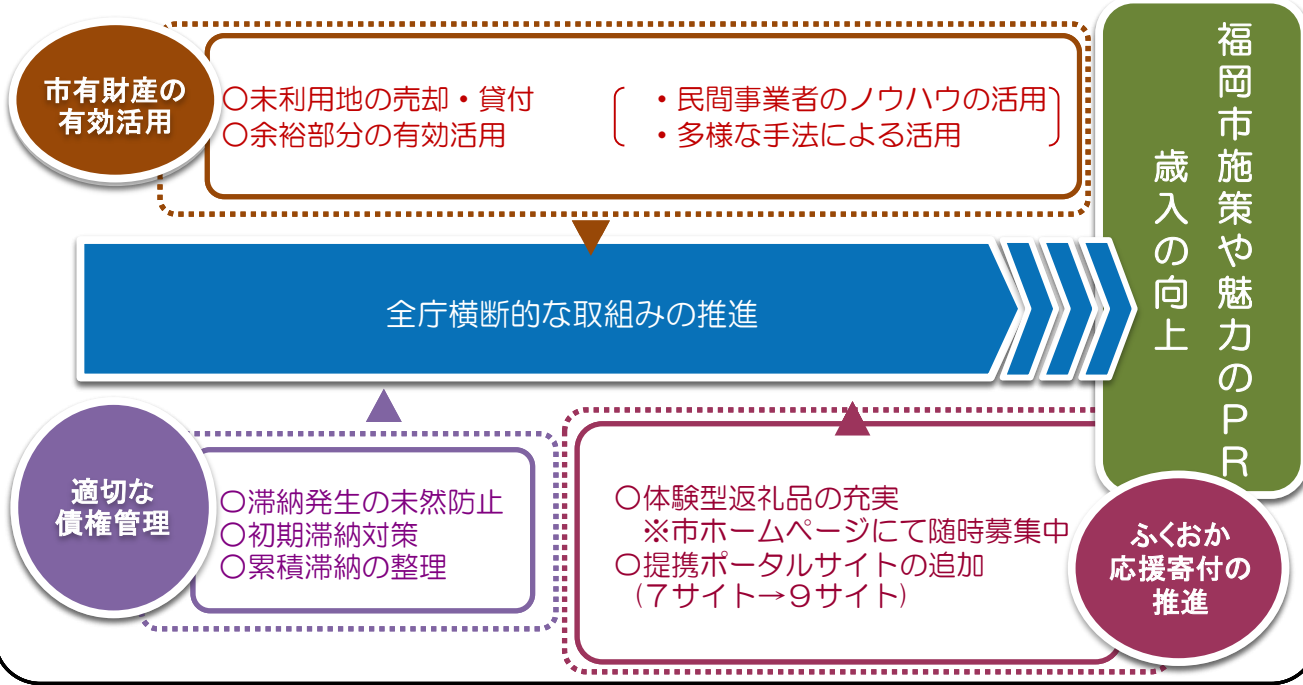 市有財産の
有効活用
○未利用地の売却・貸付
○余裕部分の有効活用
・民間事業者のノウハウの活用
・多様な手法による活用
福岡市施策や魅力のPR
歳入の向上
全庁横断的な取組みの推進
適切な
債権管理
○滞納発生の未然防止
○初期滞納対策
○累積滞納の整理
○体験型返礼品の充実
※市ホームページにて随時募集中
○提携ポータルサイトの追加
(7サイト→9サイト)
ふくおか
応援寄付の
推進